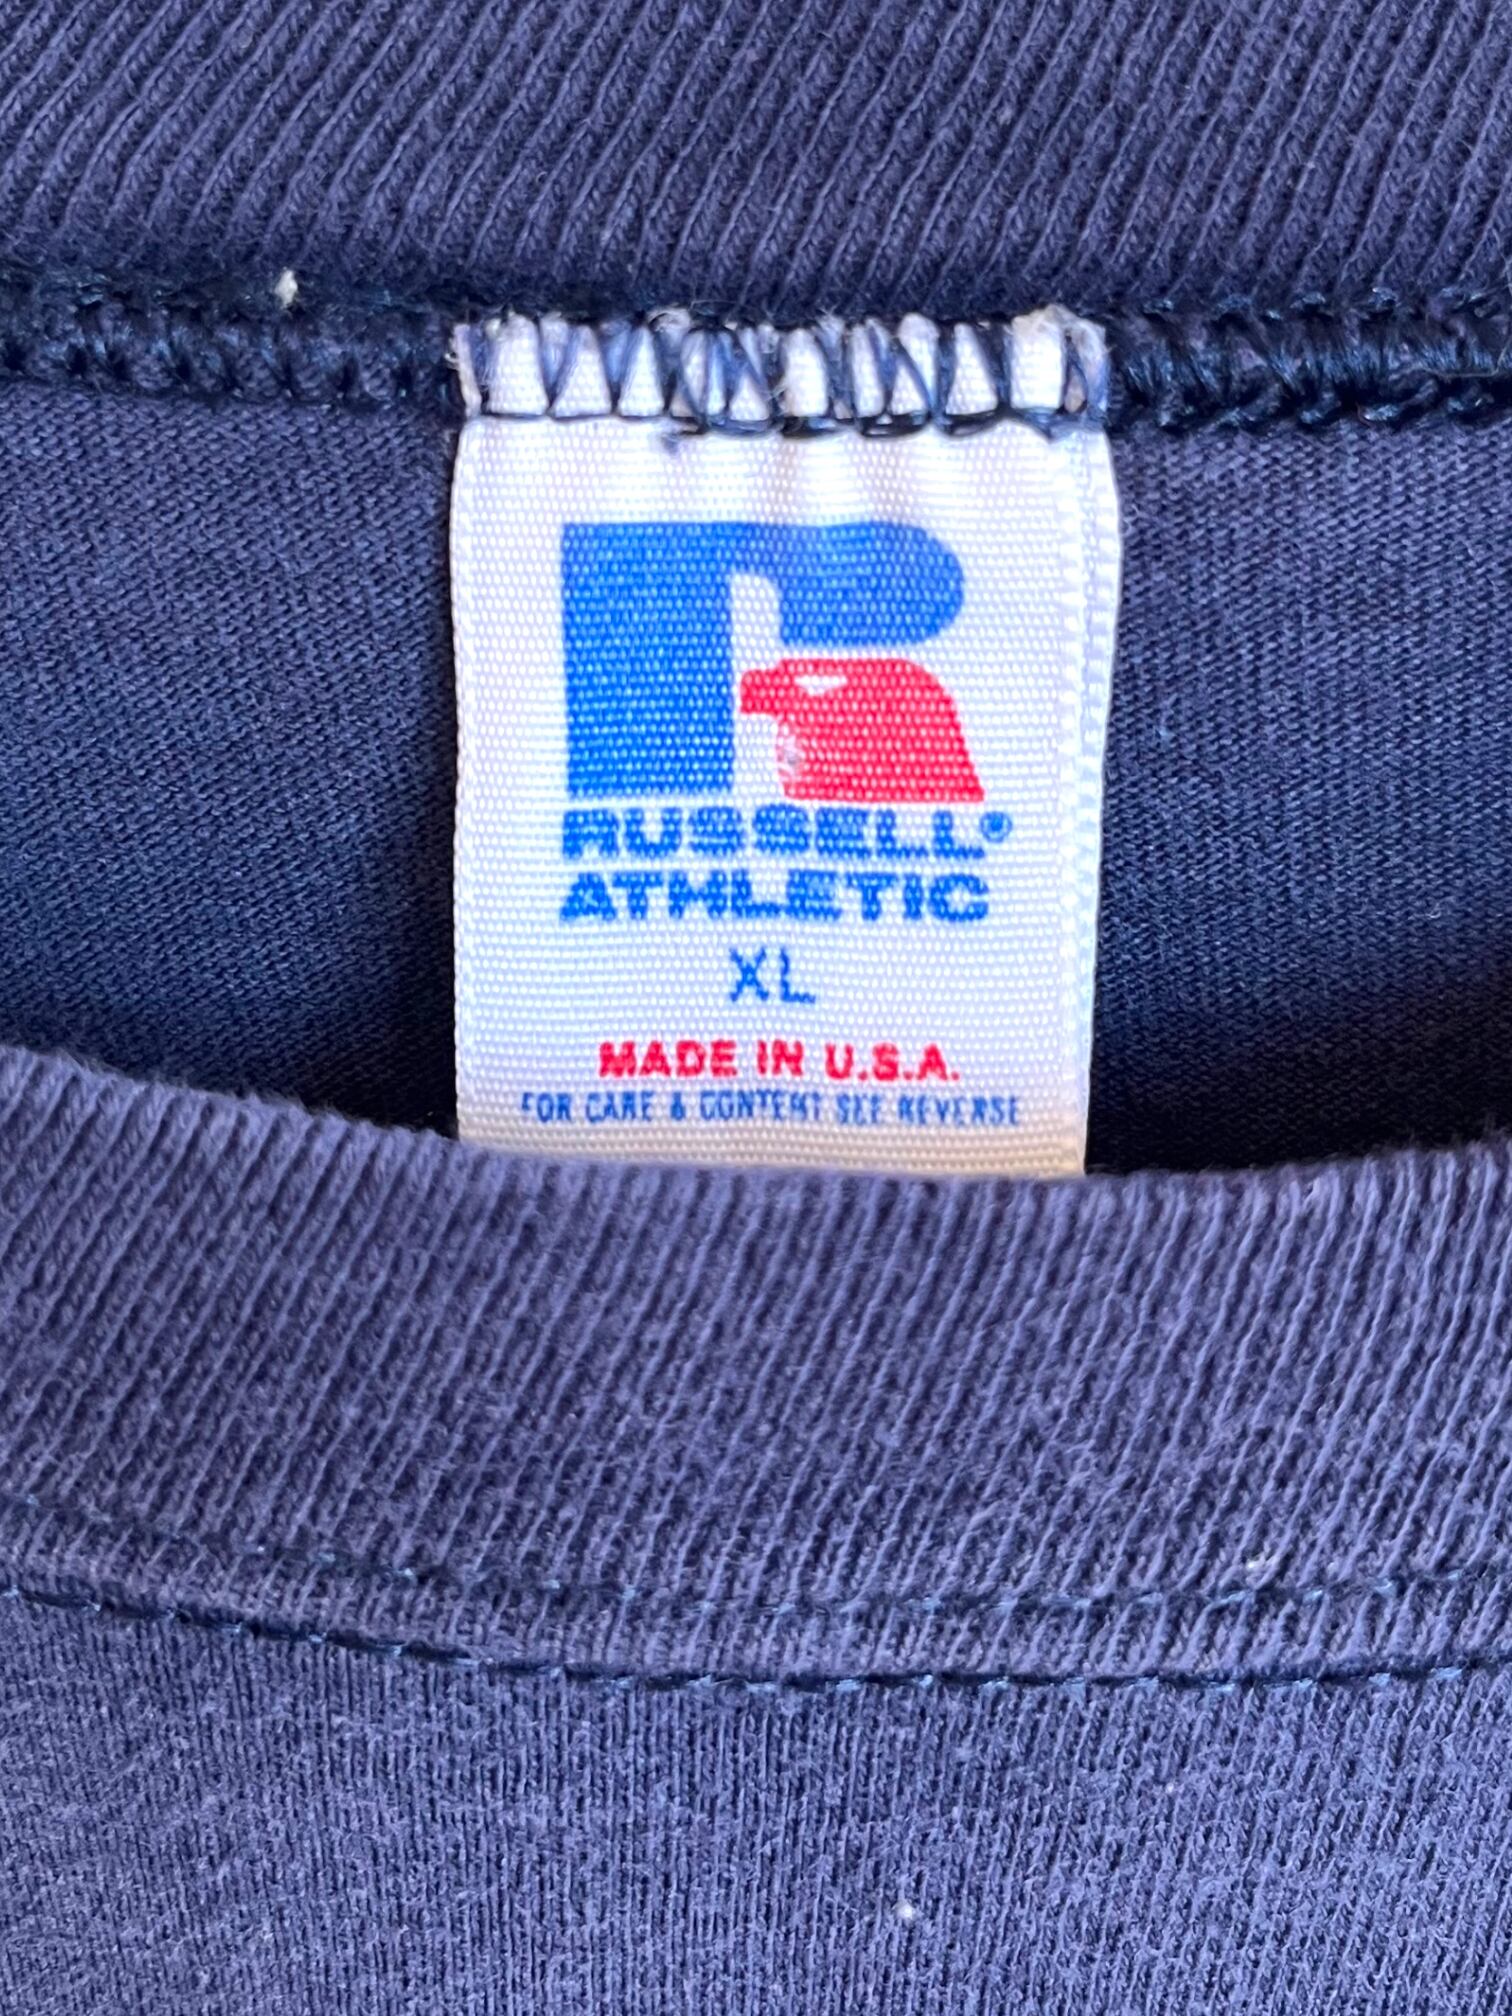 R
RUSSELL®
ATHLETIC
XL
MADE IN U.S.A.
FOR CARE & CONTENT SEE REVERSE